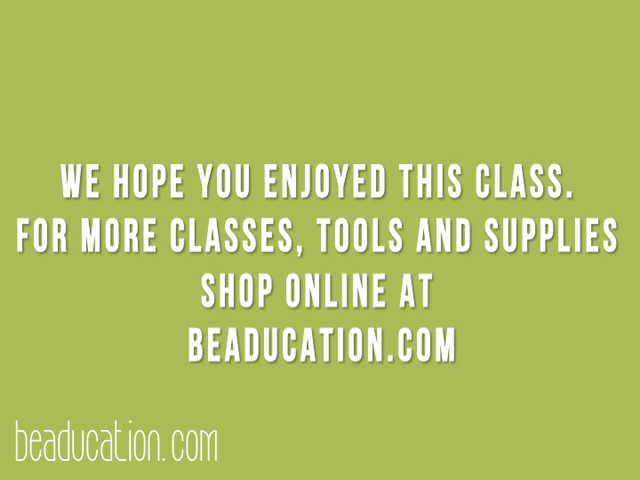 WE HOPE YOU ENJOYED THIS CLASS.
FOR MORE CLASSES, TOOLS AND SUPPLIES
SHOP ONLINE AT
BEADUCATION.COM
beaducation.com